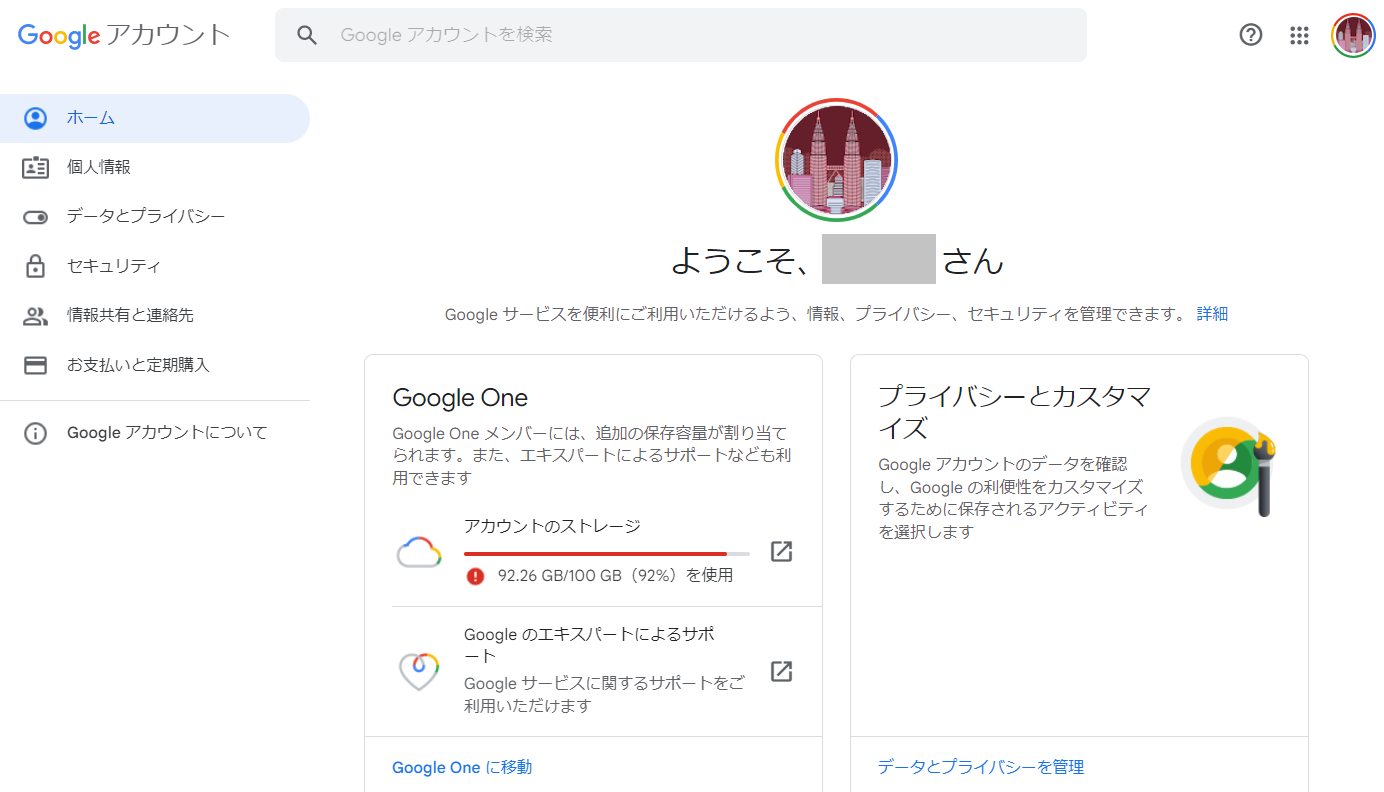 Google アカウント
Google アカウントを検索
ホーム
個人情報
データとプライバシー
セキュリティ
情報共有と連絡先
お支払いと定期購入
Google アカウントについて
ようこそ、 さん
Google サービスを便利にご利用いただけるよう、情報、プライバシー、セキュリティを管理できます。 詳細
Google One
Google One メンバーには、追加の保存容量が割り当て
られます。また、エキスパートによるサポートなども利
用できます
アカウントのストレージ
92.26 GB/100 GB（92%）を使用
Google のエキスパートによるサポ
ート
Google サービスに関するサポートをご
利用いただけます
Google One に移動
プライバシーとカスタマ
イズ
Google アカウントのデータを確認
し、Google の利便性をカスタマイズ
するために保存されるアクティビティ
を選択します
データとプライバシーを管理